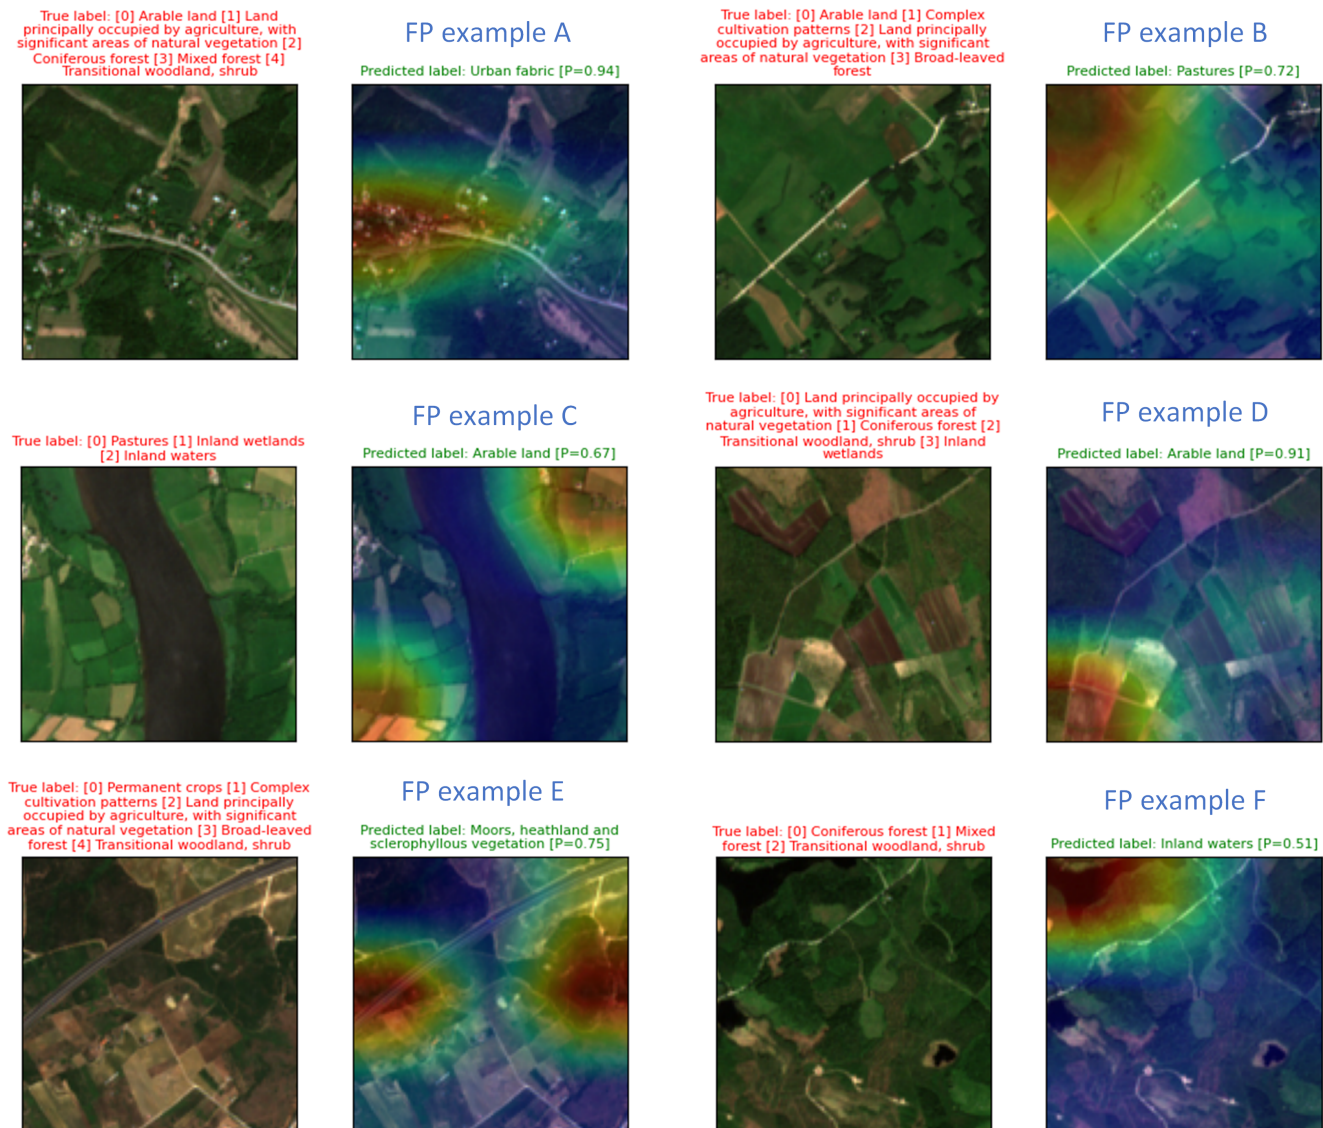 True label: [0] Arable land [1] Land
principally occupied by agriculture, with
significant areas of natural vegetation [2]
Coniferous forest [3] Mixed forest [4]
Transitional woodland, shrub
FP example A
Predicted label: Urban fabric [P=0.94]
True label: [0] Arable land [1] Complex
cultivation patterns [2] Land principally
occupied by agriculture, with significant
areas of natural vegetation [3] Broad-leaved
forest
FP example B
Predicted label: Pastures [P=0.72]
True label: [0] Pastures [1] Inland wetlands
[2] Inland waters
FP example C
Predicted label: Arable land [P=0.67]
True label: [0] Land principally occupied by
agriculture, with significant areas of
natural vegetation [1] Coniferous forest [2]
Transitional woodland, shrub [3] Inland
wetlands
FP example D
Predicted label: Arable land [P=0.91]
True label: [0] Permanent crops [1] Complex
cultivation patterns [2] Land principally
occupied by agriculture, with significant
areas of natural vegetation [3] Broad-leaved
forest [4] Transitional woodland, shrub
FP example E
Predicted label: Moors, heathland and
sclerophyllous vegetation [P=0.75]
True label: [0] Coniferous forest [1] Mixed
forest [2] Transitional woodland, shrub
FP example F
Predicted label: Inland waters [P=0.51]